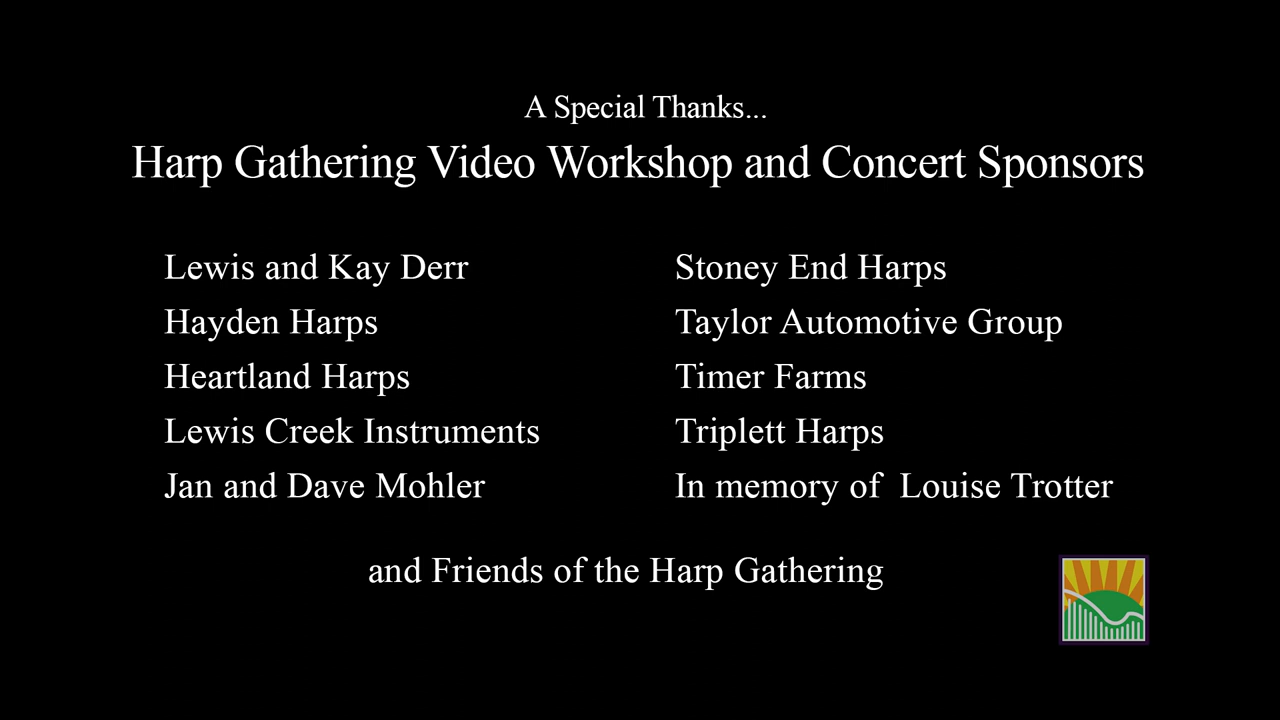 A Special Thanks...
Harp Gathering Video Workshop and Concert Sponsors
Lewis and Kay Derr
Hayden Harps
Heartland Harps
Lewis Creek Instruments
Jan and Dave Mohler
Stoney End Harps
Taylor Automotive Group
Timer Farms
Triplett Harps
In memory of  Louise Trotter
and Friends of the Harp Gathering